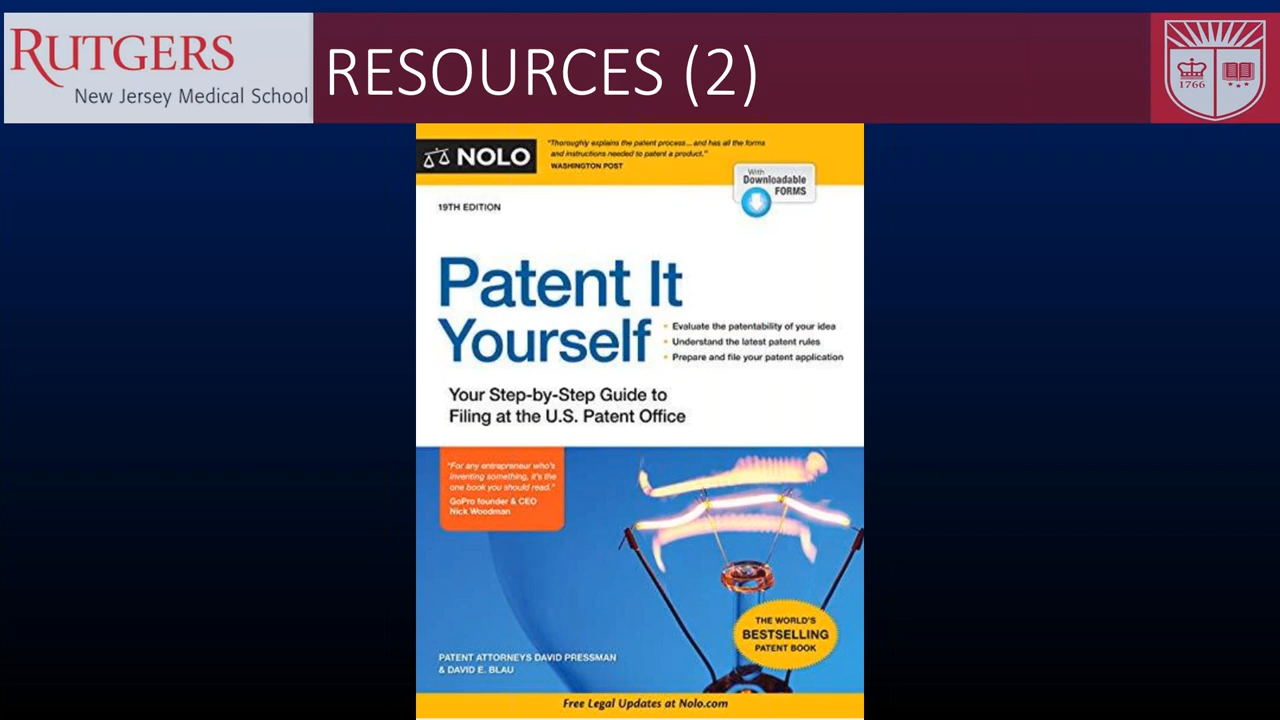 RUTGERS
New Jersey Medical School
RESOURCES (2)
1766
NOLO
"Thoroughly explains the patent process...and has all the forms
and instructions needed to patent a product."
WASHINGTON POST
With
Downloadable
FORMS
19TH EDITION
Patent It
Yourself
• Evaluate the patentability of your idea
• Understand the latest patent rules
• Prepare and file your patent application
Your Step-by-Step Guide to
Filing at the U.S. Patent Office
"For any entrepreneur who's
inventing something, it's the
one book you should read."
GoPro founder & CEO
Nick Woodman
THE WORLD'S
BESTSELLING
PATENT BOOK
PATENT ATTORNEYS DAVID PRESSMAN
& DAVID E. BLAU
Free Legal Updates at Nolo.com